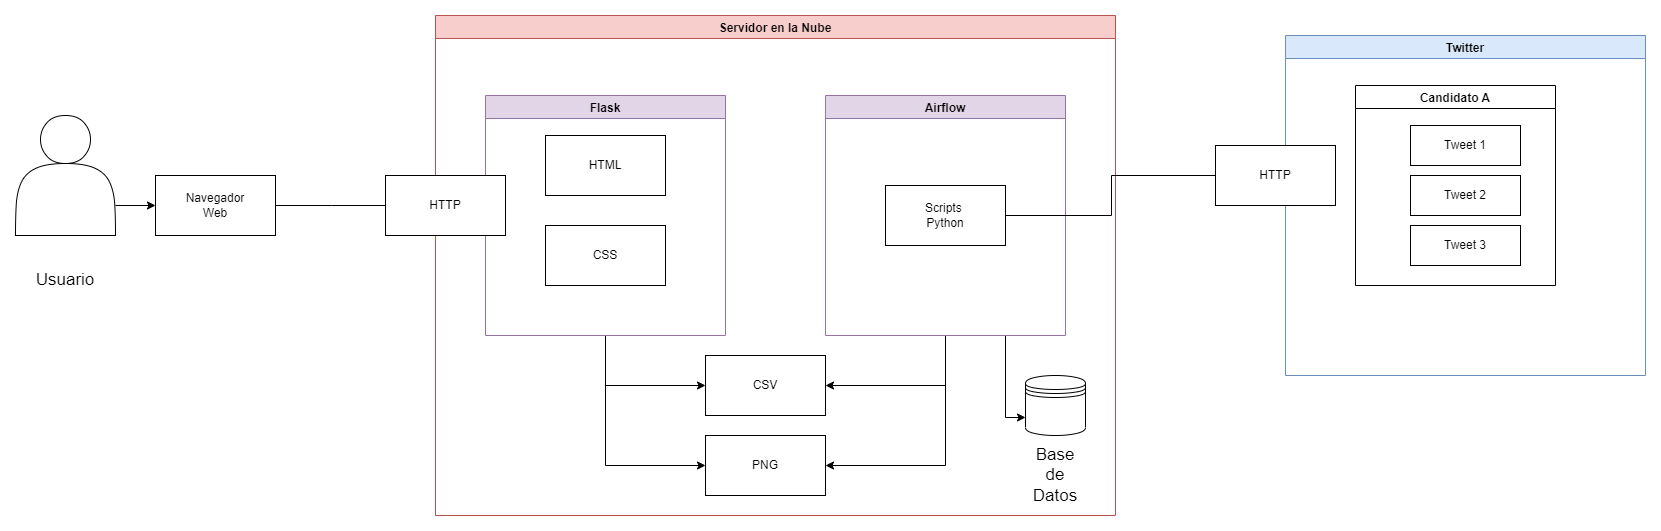 Servidor en la Nube
Twitter
Flask
Airflow
Candidato A
HTML
Tweet 1
HTTP
Tweet 2
Navegador
Web
HTTP
Scripts
Python
CSS
Tweet 3
Usuario
CSV
PNG
Base
de
Datos